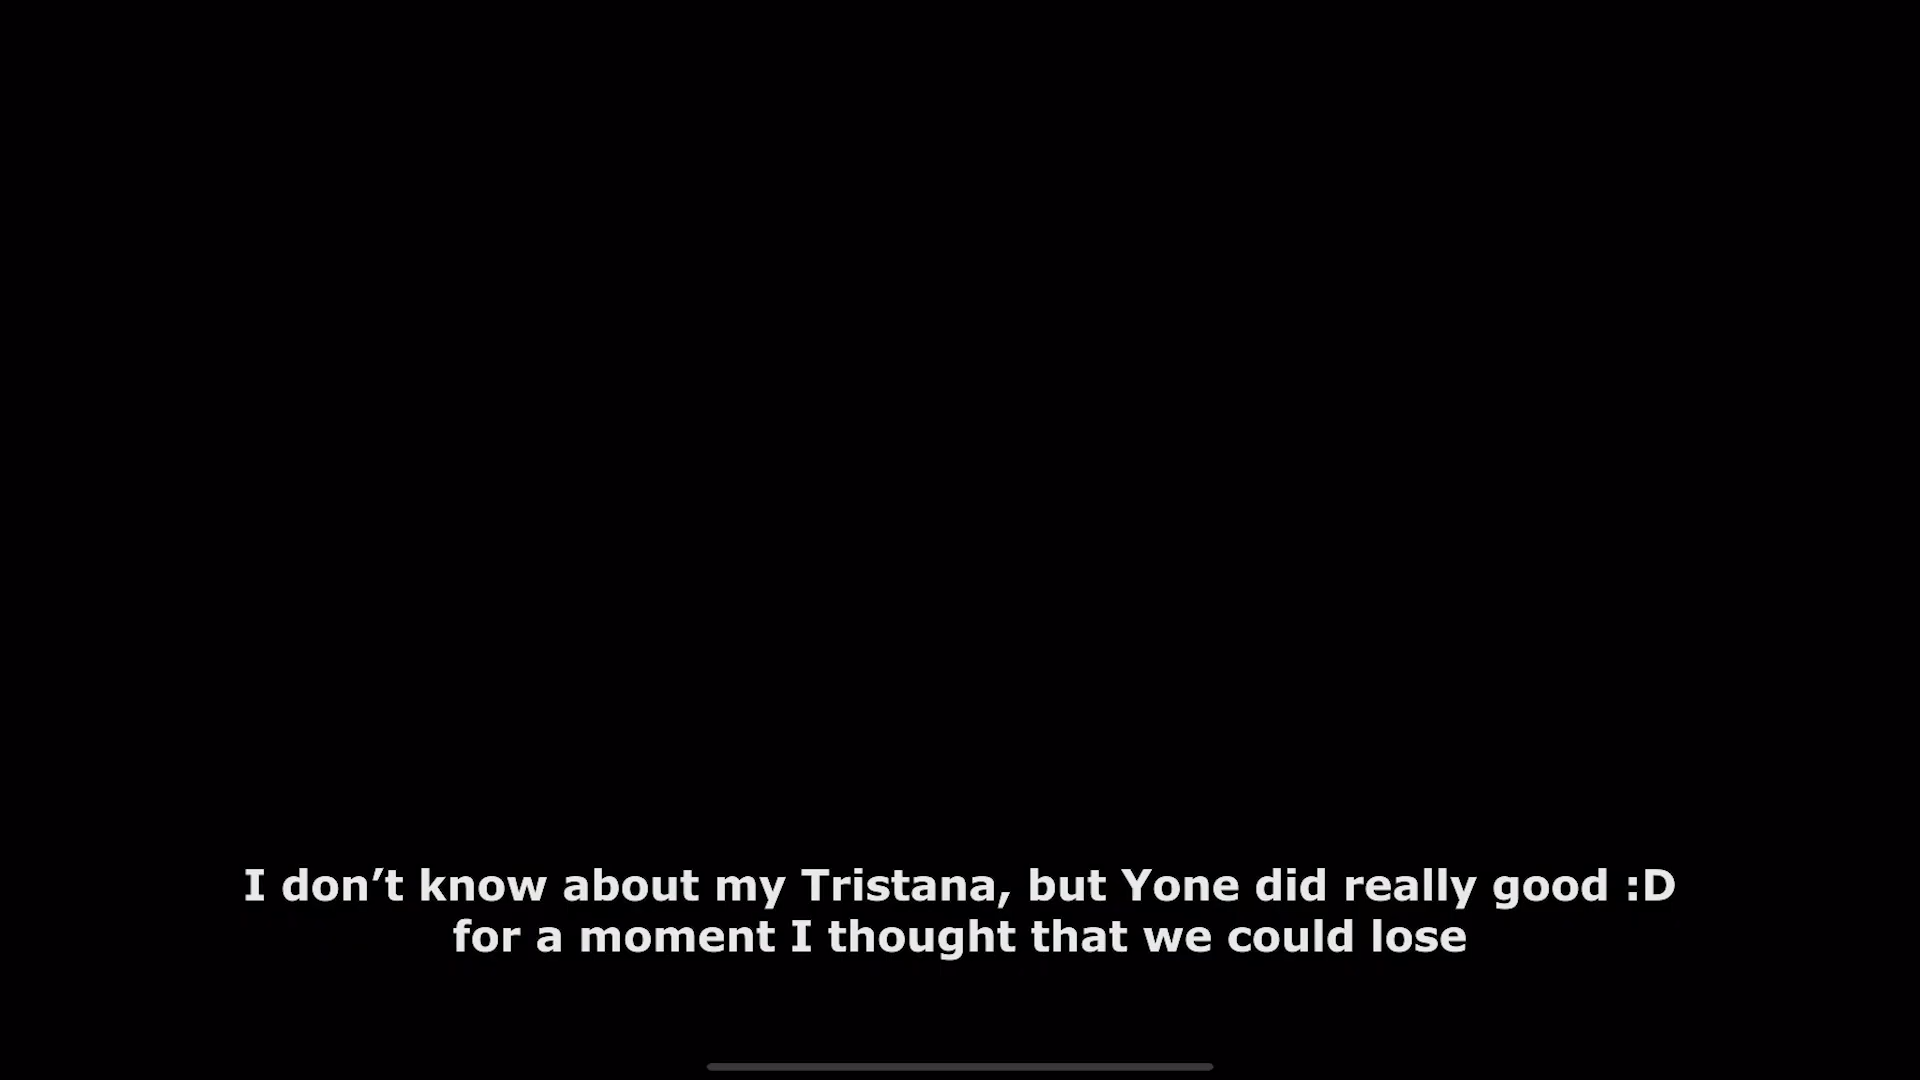 I don’t know about my Tristana, but Yone did really good :D
for a moment I thought that we could lose